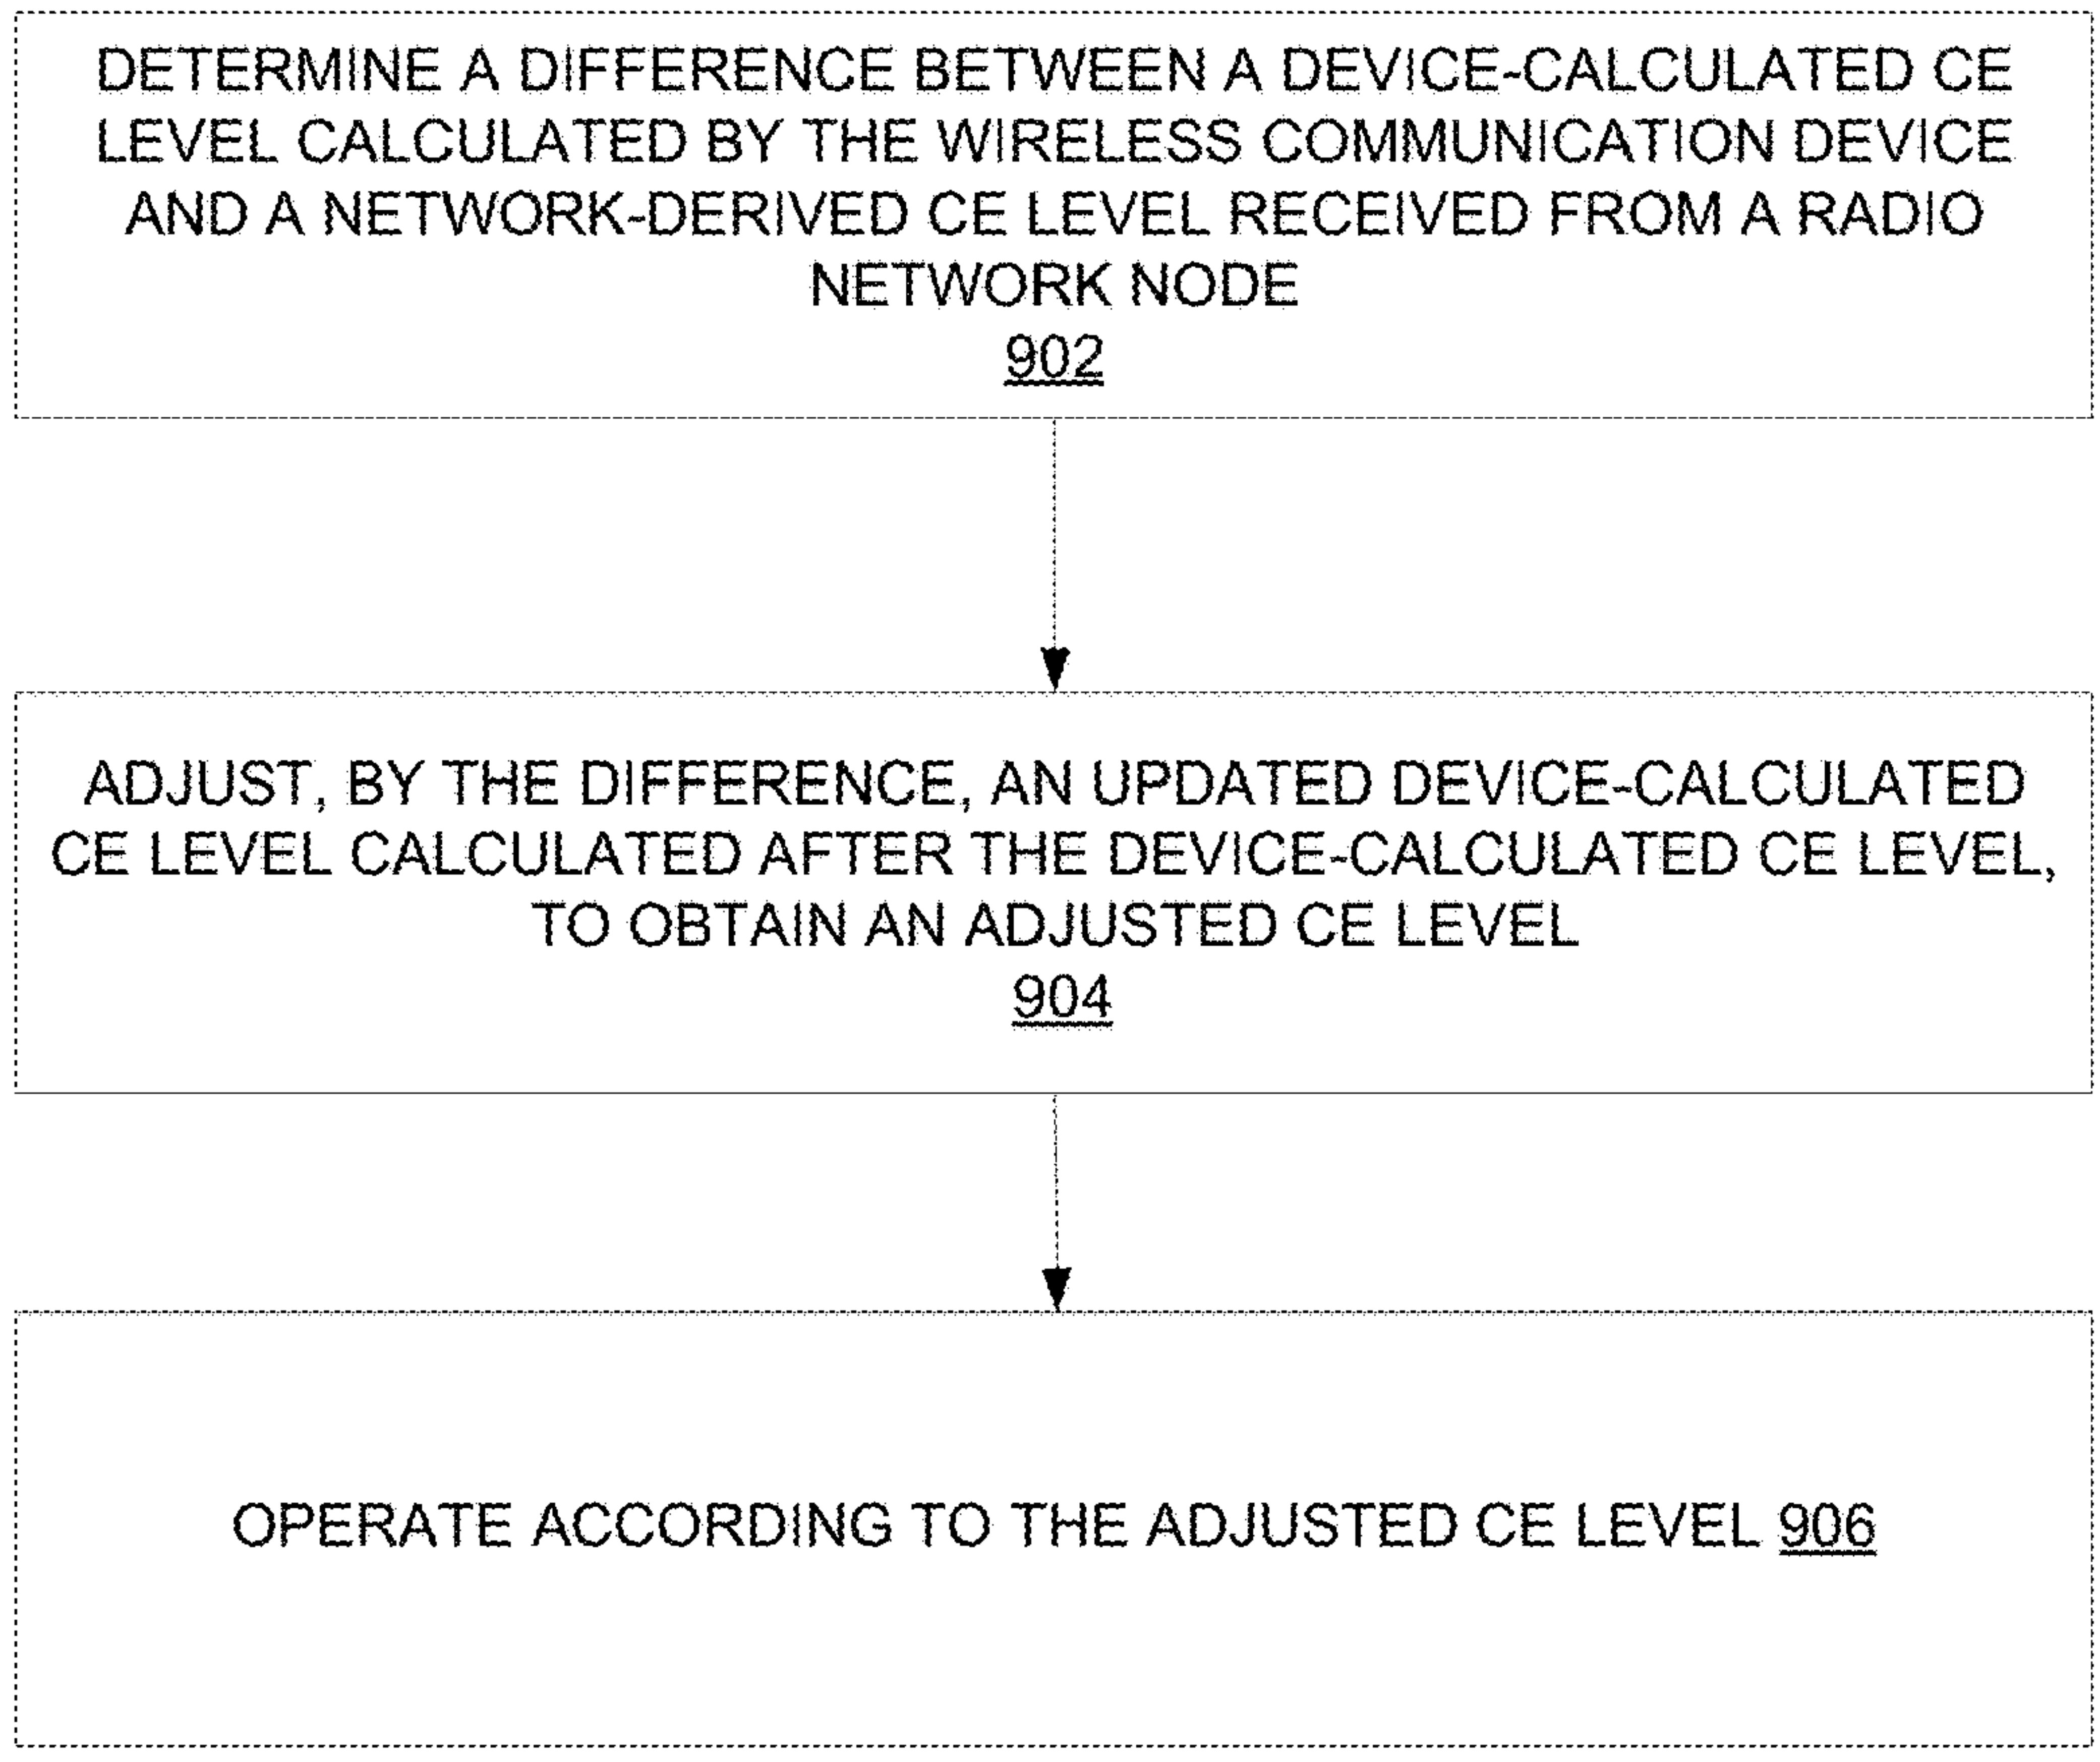 DETERMINE A DIFFERENCE BETWEEN A DEVICE-CALCULATED CE
LEVEL CALCULATED BY THE WIRELESS COMMUNICATION DEVICE
AND A NETWORK-DERIVED CE LEVEL RECEIVED FROM A RADIO
NETWORK NODE
902
ADJUST, BY THE DIFFERENCE, AN UPDATED DEVICE-CALCULATED
CE LEVEL CALCULATED AFTER THE DEVICE-CALCULATED CE LEVEL,
TO OBTAIN AN ADJUSTED CE LEVEL
904
OPERATE ACCORDING TO THE ADJUSTED CE LEVEL 906